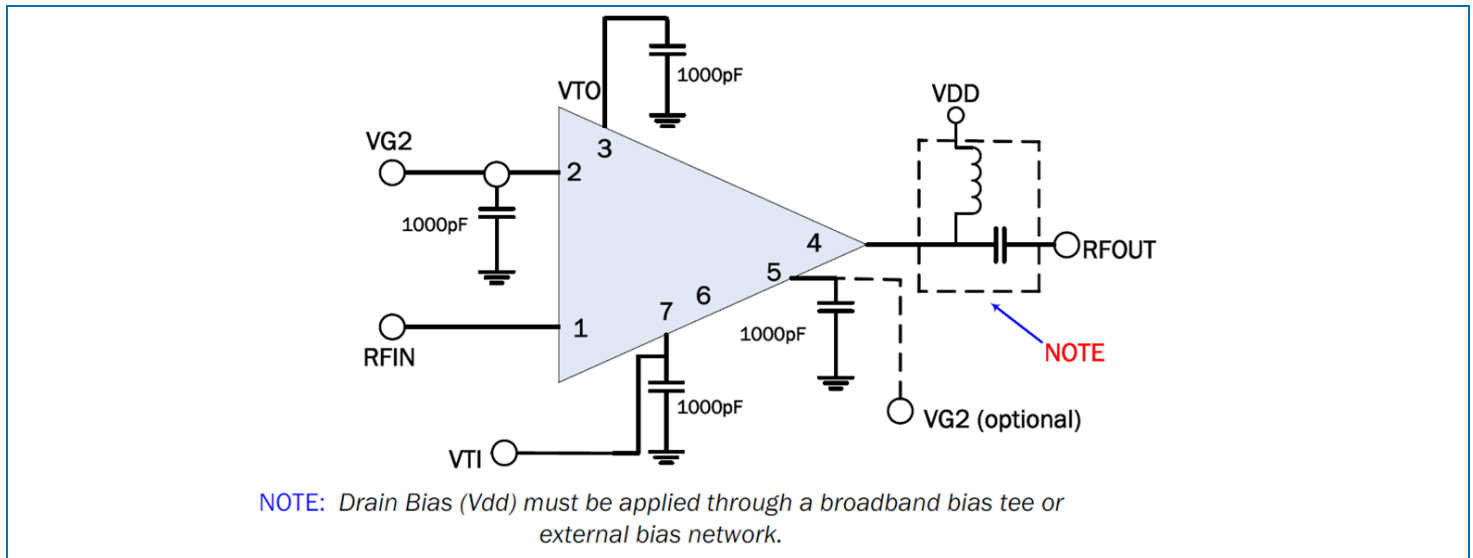 1000pF
VTO
VDD
VG2
3
2
1000pF
4
RFOUT
5
6
7
1000pF
1
NOTE
RFIN
1000pF
VG2 (optional)
VTI
NOTE: Drain Bias (Vdd) must be applied through a broadband bias tee or
external bias network.